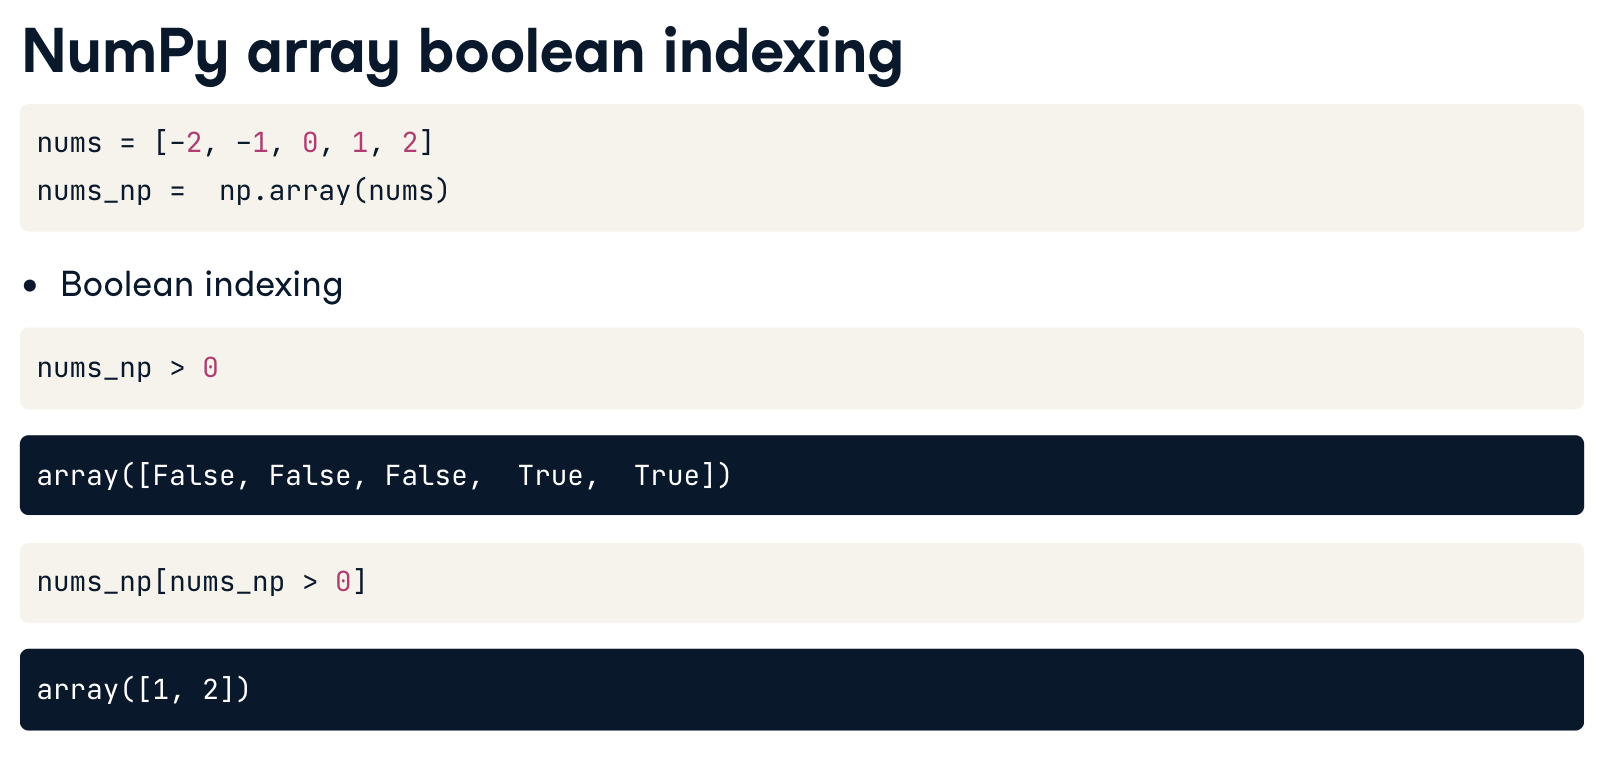 NumPy array boolean indexing
nums = [-2, -1, 0, 1, 2]
nums_np =  np.array(nums)
• Boolean indexing
nums_np > 0
array([False, False, False,  True,  True])
nums_np[nums_np > 0]
array([1, 2])